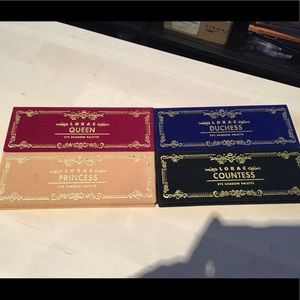 LORAC
QUEEN
EYE SHADOW PALETTE
LORAC
DUCHESS
EYE SHADOW PALETTE
LORAC
PRINCESS
EYE SHADOW PALETTE
LORAC
COUNTESS
EYE SHADOW PALETTE